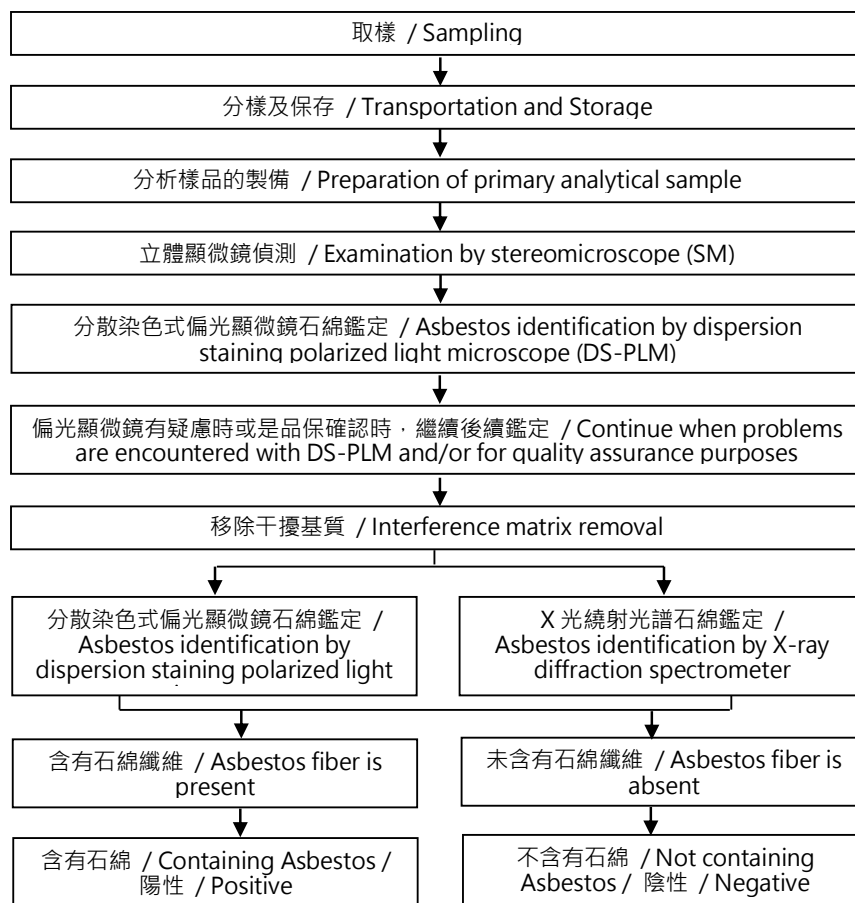 取樣 / Sampling
分樣及保存 / Transportation and Storage
分析樣品的製備 / Preparation of primary analytical sample
立體顯微鏡偵測 / Examination by stereomicroscope (SM)
分散染色式偏光顯微鏡石綿鑑定 / Asbestos identification by dispersion
staining polarized light microscope (DS-PLM)
偏光顯微鏡有疑慮時或是品保確認時，繼續後續鑑定 / Continue when problems
are encountered with DS-PLM and/or for quality assurance purposes
移除干擾基質 / Interference matrix removal
分散染色式偏光顯微鏡石綿鑑定 /
Asbestos identification by
dispersion staining polarized light
X 光繞射光譜石綿鑑定 /
Asbestos identification by X-ray
diffraction spectrometer
含有石綿纖維 / Asbestos fiber is
present
未含有石綿纖維 / Asbestos fiber is
absent
含有石綿 / Containing Asbestos /
陽性 / Positive
不含有石綿 / Not containing
Asbestos / 陰性 / Negative